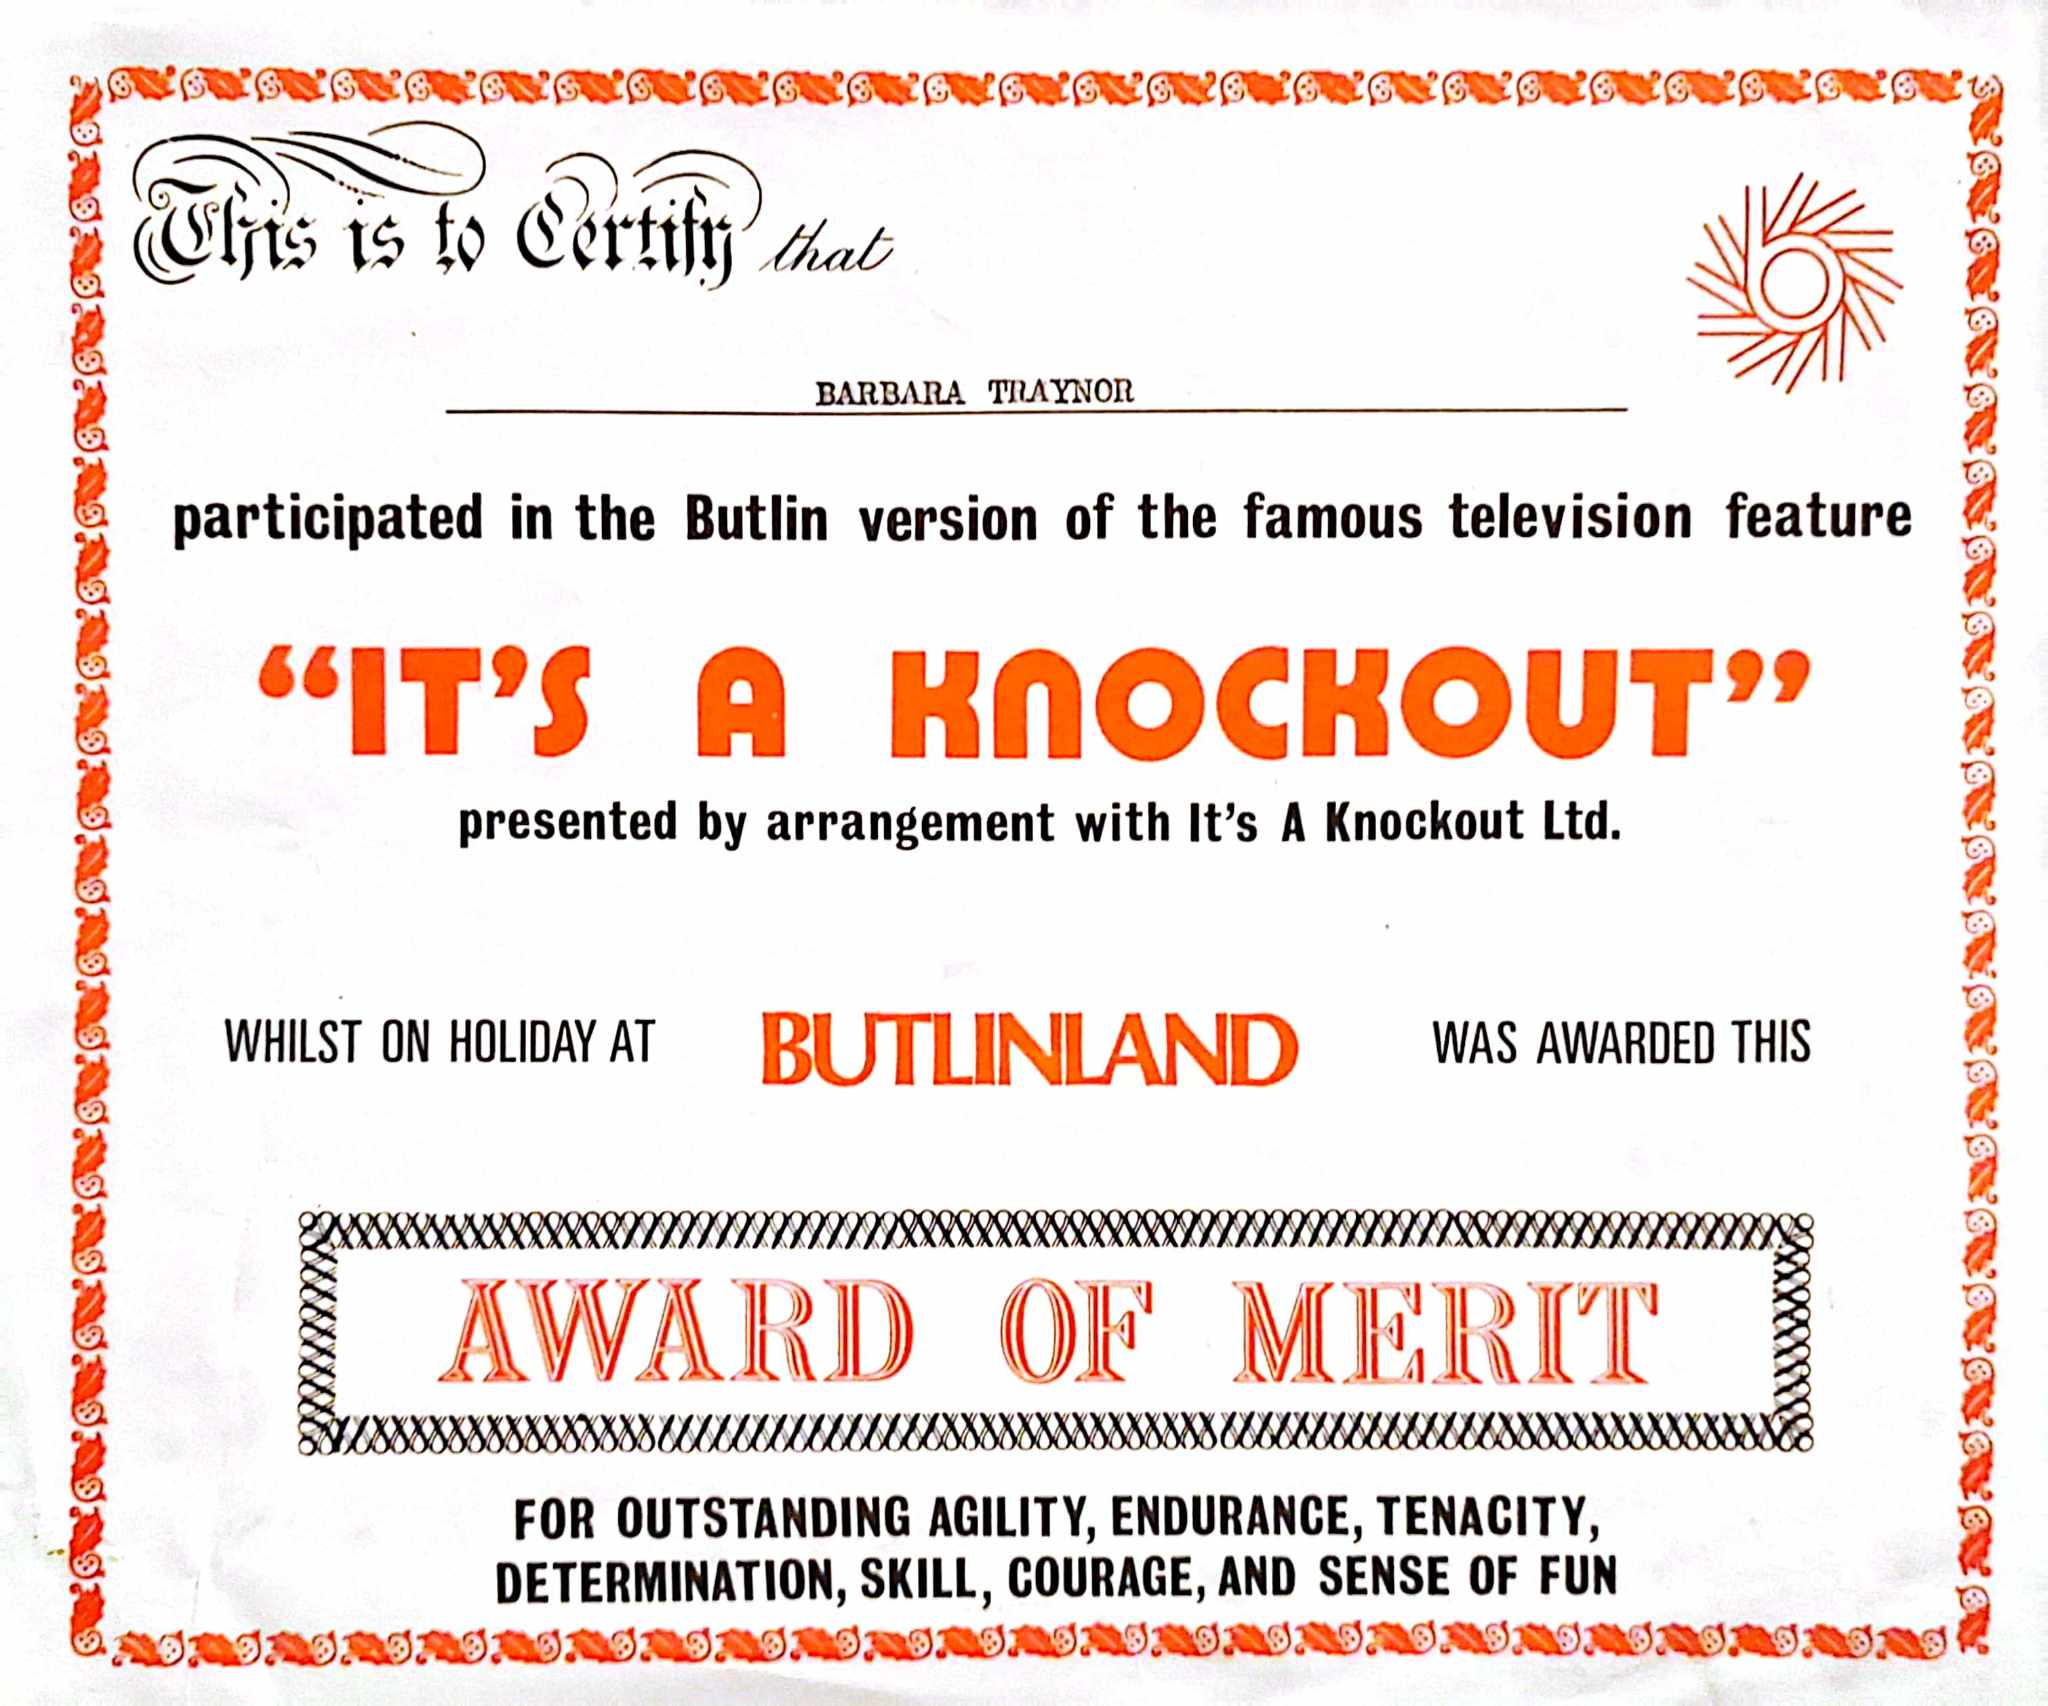 This is to Certify that
BARBARA TRAYNOR
participated in the Butlin version of the famous television feature
“IT’S A KNOCKOUT”
presented by arrangement with It’s A Knockout Ltd.
WHILST ON HOLIDAY AT BUTLINLAND WAS AWARDED THIS
AWARD OF MERIT
FOR OUTSTANDING AGILITY, ENDURANCE, TENACITY,
DETERMINATION, SKILL, COURAGE, AND SENSE OF FUN